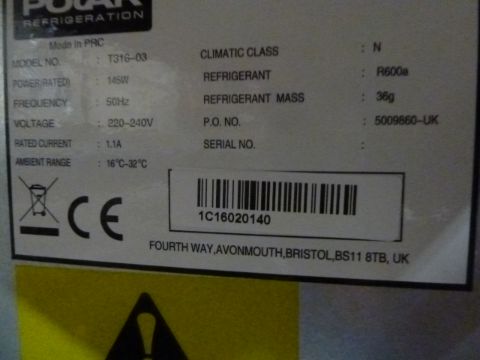 POLAR
REFRIGERATION
Made in PRC
MODEL NO. : T316-03
POWER(RATED) : 145W
FREQUENCY : 50Hz
VOLTAGE : 220-240V
RATED CURRENT : 1.1A
AMBIENT RANGE : 16°C-32°C
CLIMATIC CLASS : N
REFRIGERANT : R600a
REFRIGERANT MASS : 36g
P.O. NO. : 5009860-UK
SERIAL NO. :
CE
1C16020140
FOURTH WAY,AVONMOUTH,BRISTOL,BS11 8TB, UK